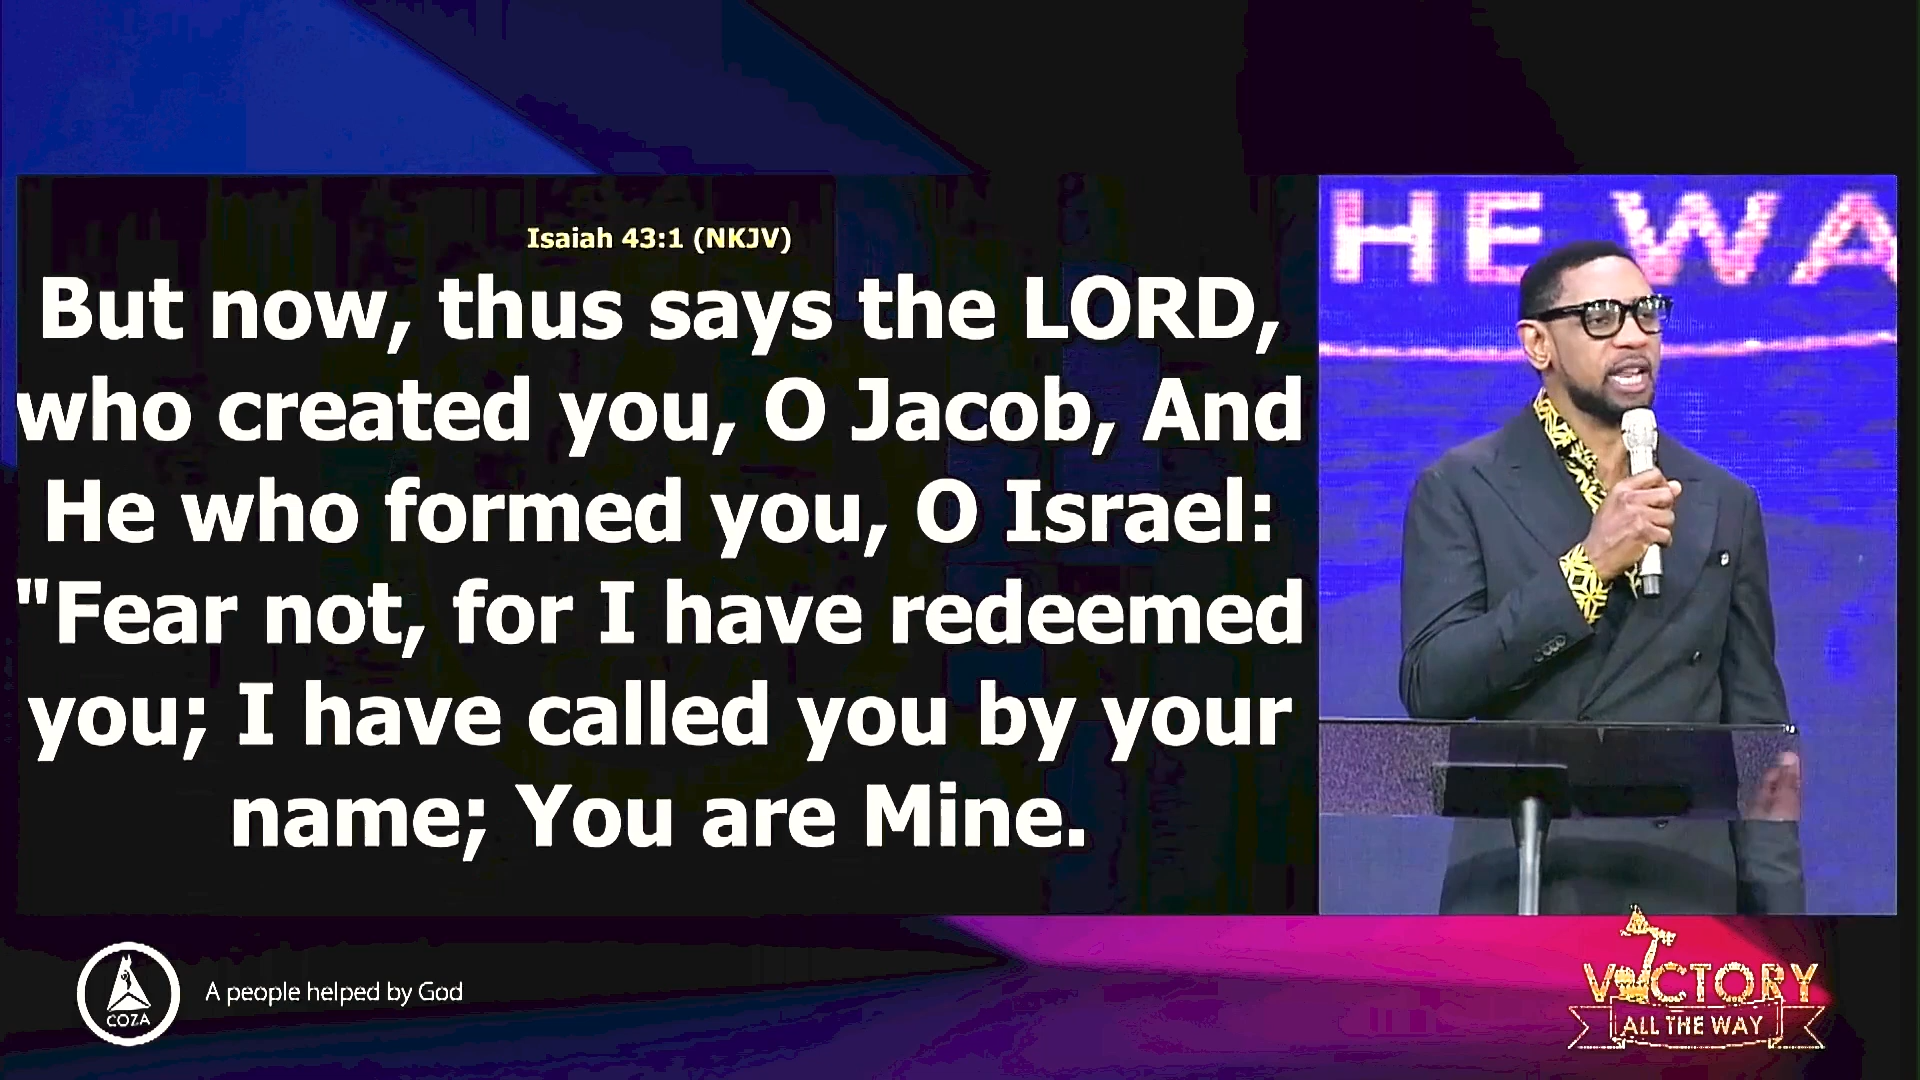 HE WA
Isaiah 43:1 (NKJV)
But now, thus says the LORD,
who created you, O Jacob, And
He who formed you, O Israel:
"Fear not, for I have redeemed
you; I have called you by your
name; You are Mine.
COZA
A people helped by God
VICTORY
ALL THE WAY